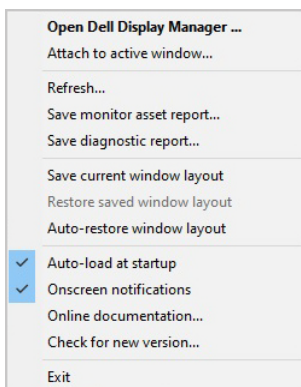 Open Dell Display Manager ...
Attach to active window...
Refresh...
Save monitor asset report...
Save diagnostic report...
Save current window layout
Restore saved window layout
Auto-restore window layout
Auto-load at startup
Onscreen notifications
Online documentation...
Check for new version...
Exit